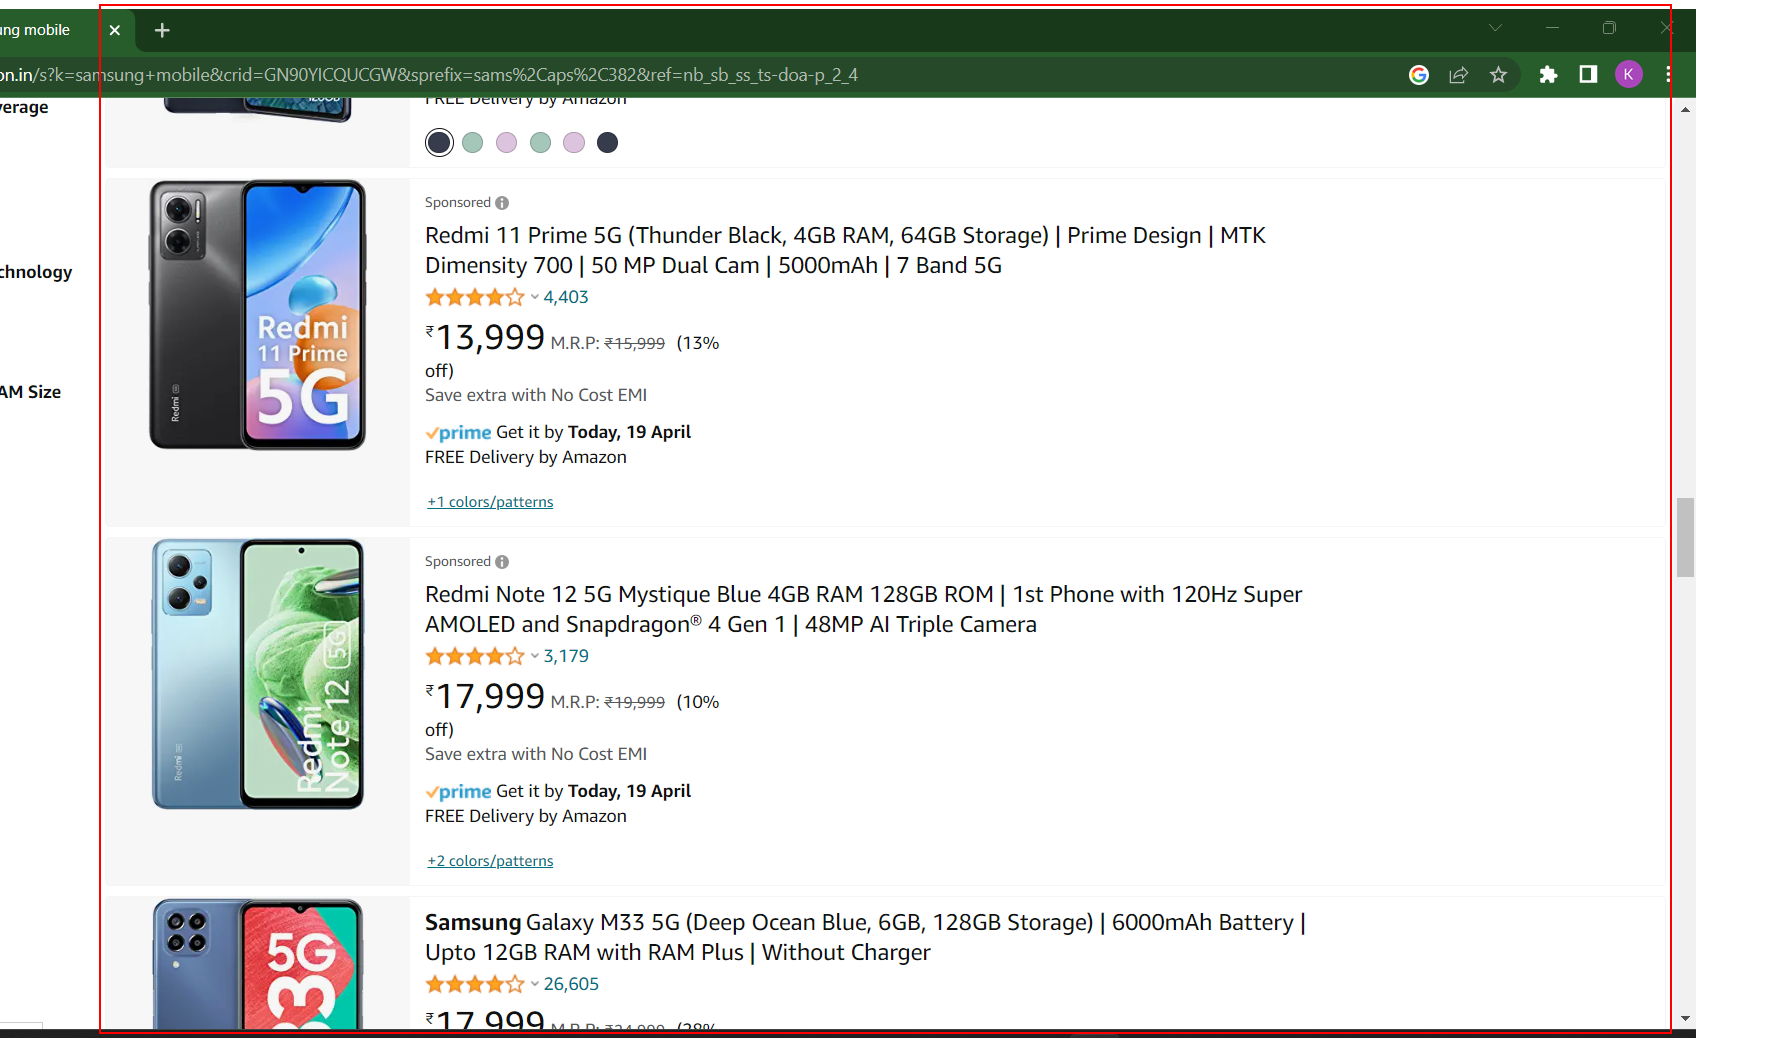 ung mobile
on.in/s?k=samsung+mobile&crid=GN90YICQUCGW&sprefix=sams%2Caps%2C382&ref=nb_sb_ss_ts-doa-p_2_4
K
verage
chnology
AM Size
128GB
FREE Delivery by Amazon
Sponsored
Redmi 11 Prime 5G (Thunder Black, 4GB RAM, 64GB Storage) | Prime Design | MTK
Dimensity 700 | 50 MP Dual Cam | 5000mAh | 7 Band 5G
4,403
₹13,999 M.R.P: ₹15,999 (13%
off)
Save extra with No Cost EMI
prime Get it by Today, 19 April
FREE Delivery by Amazon
+1 colors/patterns
Redmi
11 Prime
5G
Redmi
Sponsored
Redmi Note 12 5G Mystique Blue 4GB RAM 128GB ROM | 1st Phone with 120Hz Super
AMOLED and Snapdragon® 4 Gen 1 | 48MP AI Triple Camera
3,179
₹17,999 M.R.P: ₹19,999 (10%
off)
Save extra with No Cost EMI
prime Get it by Today, 19 April
FREE Delivery by Amazon
+2 colors/patterns
Redmi
Note 12 5G
Redmi
Samsung Galaxy M33 5G (Deep Ocean Blue, 6GB, 128GB Storage) | 6000mAh Battery |
Upto 12GB RAM with RAM Plus | Without Charger
26,605
₹17,999 M.R.P: ₹24,999 (28%
5G
33